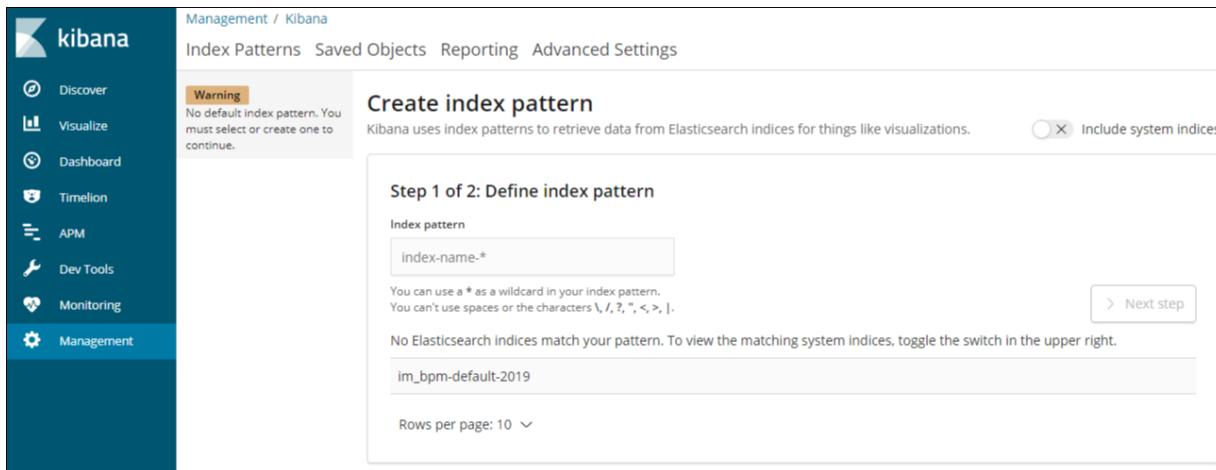 kibana
Discover
Visualize
Dashboard
Timelion
APM
Dev Tools
Monitoring
Management
Management / Kibana
Index Patterns Saved Objects Reporting Advanced Settings
Warning
No default index pattern. You
must select or create one to
continue.
Create index pattern
Kibana uses index patterns to retrieve data from Elasticsearch indices for things like visualizations.
Include system indices
Step 1 of 2: Define index pattern
Index pattern
index-name-*
You can use a * as a wildcard in your index pattern.
You can't use spaces or the characters \, /, ?, ", <, >, |.
> Next step
No Elasticsearch indices match your pattern. To view the matching system indices, toggle the switch in the upper right.
im_bpm-default-2019
Rows per page: 10